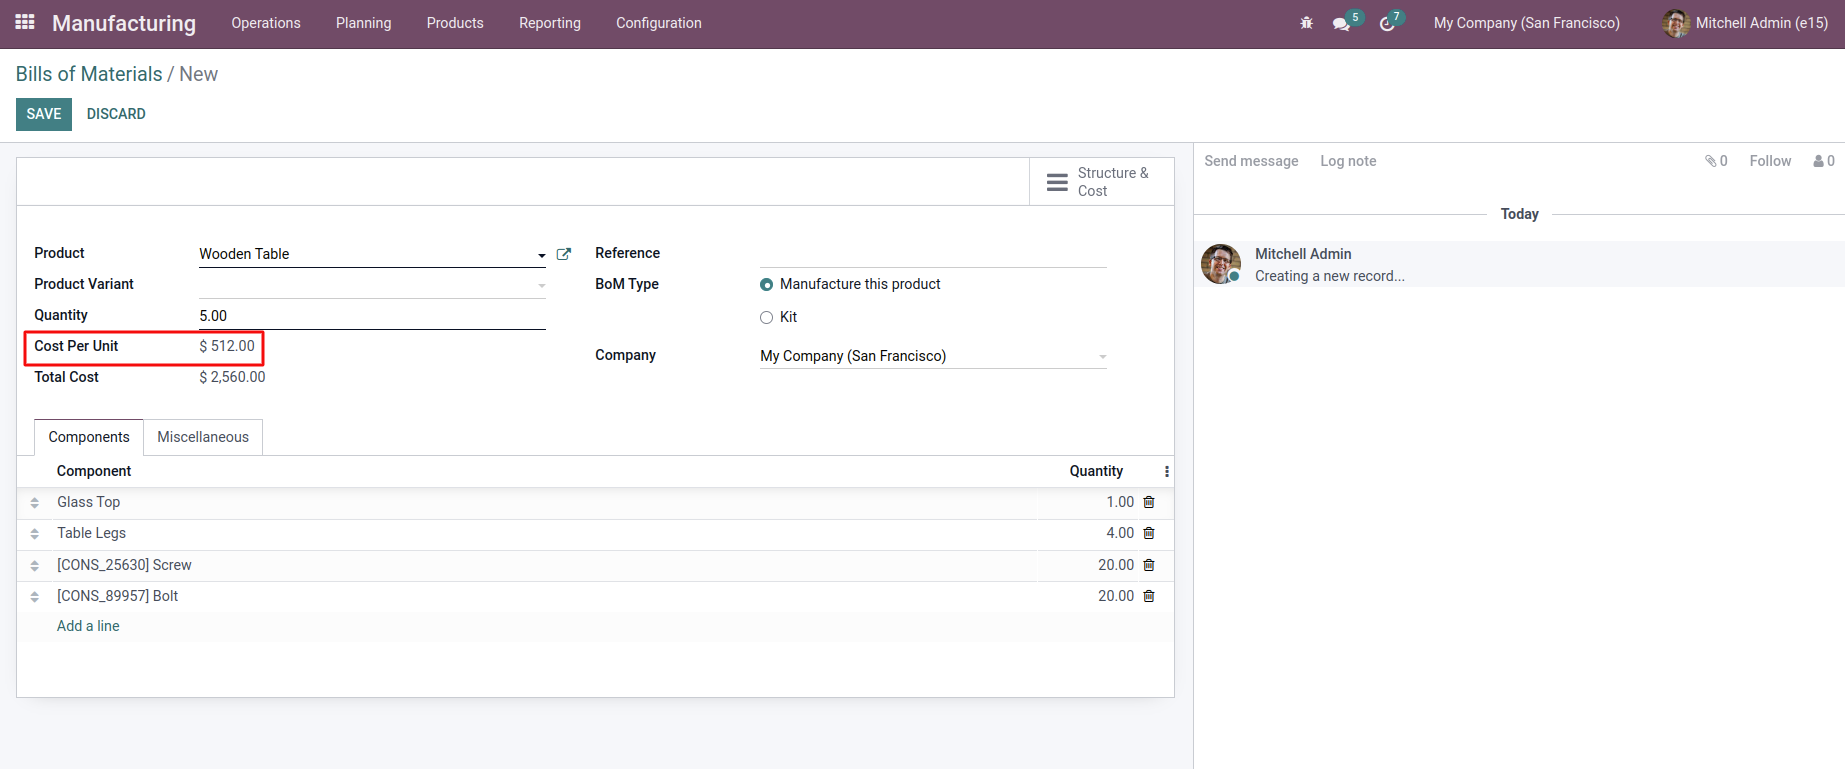 Manufacturing Operations Planning Products Reporting Configuration 5 7 My Company (San Francisco) Mitchell Admin (e15)
Bills of Materials / New
SAVE DISCARD
Structure & Cost
Product Wooden Table
Product Variant
Quantity 5.00
Cost Per Unit $ 512.00
Total Cost $ 2,560.00
Reference
BoM Type Manufacture this product
Kit
Company My Company (San Francisco)
Components Miscellaneous
Component Quantity
Glass Top 1.00
Table Legs 4.00
[CONS_25630] Screw 20.00
[CONS_89957] Bolt 20.00
Add a line
Send message Log note 0 Follow 0
Today
Mitchell Admin
Creating a new record...